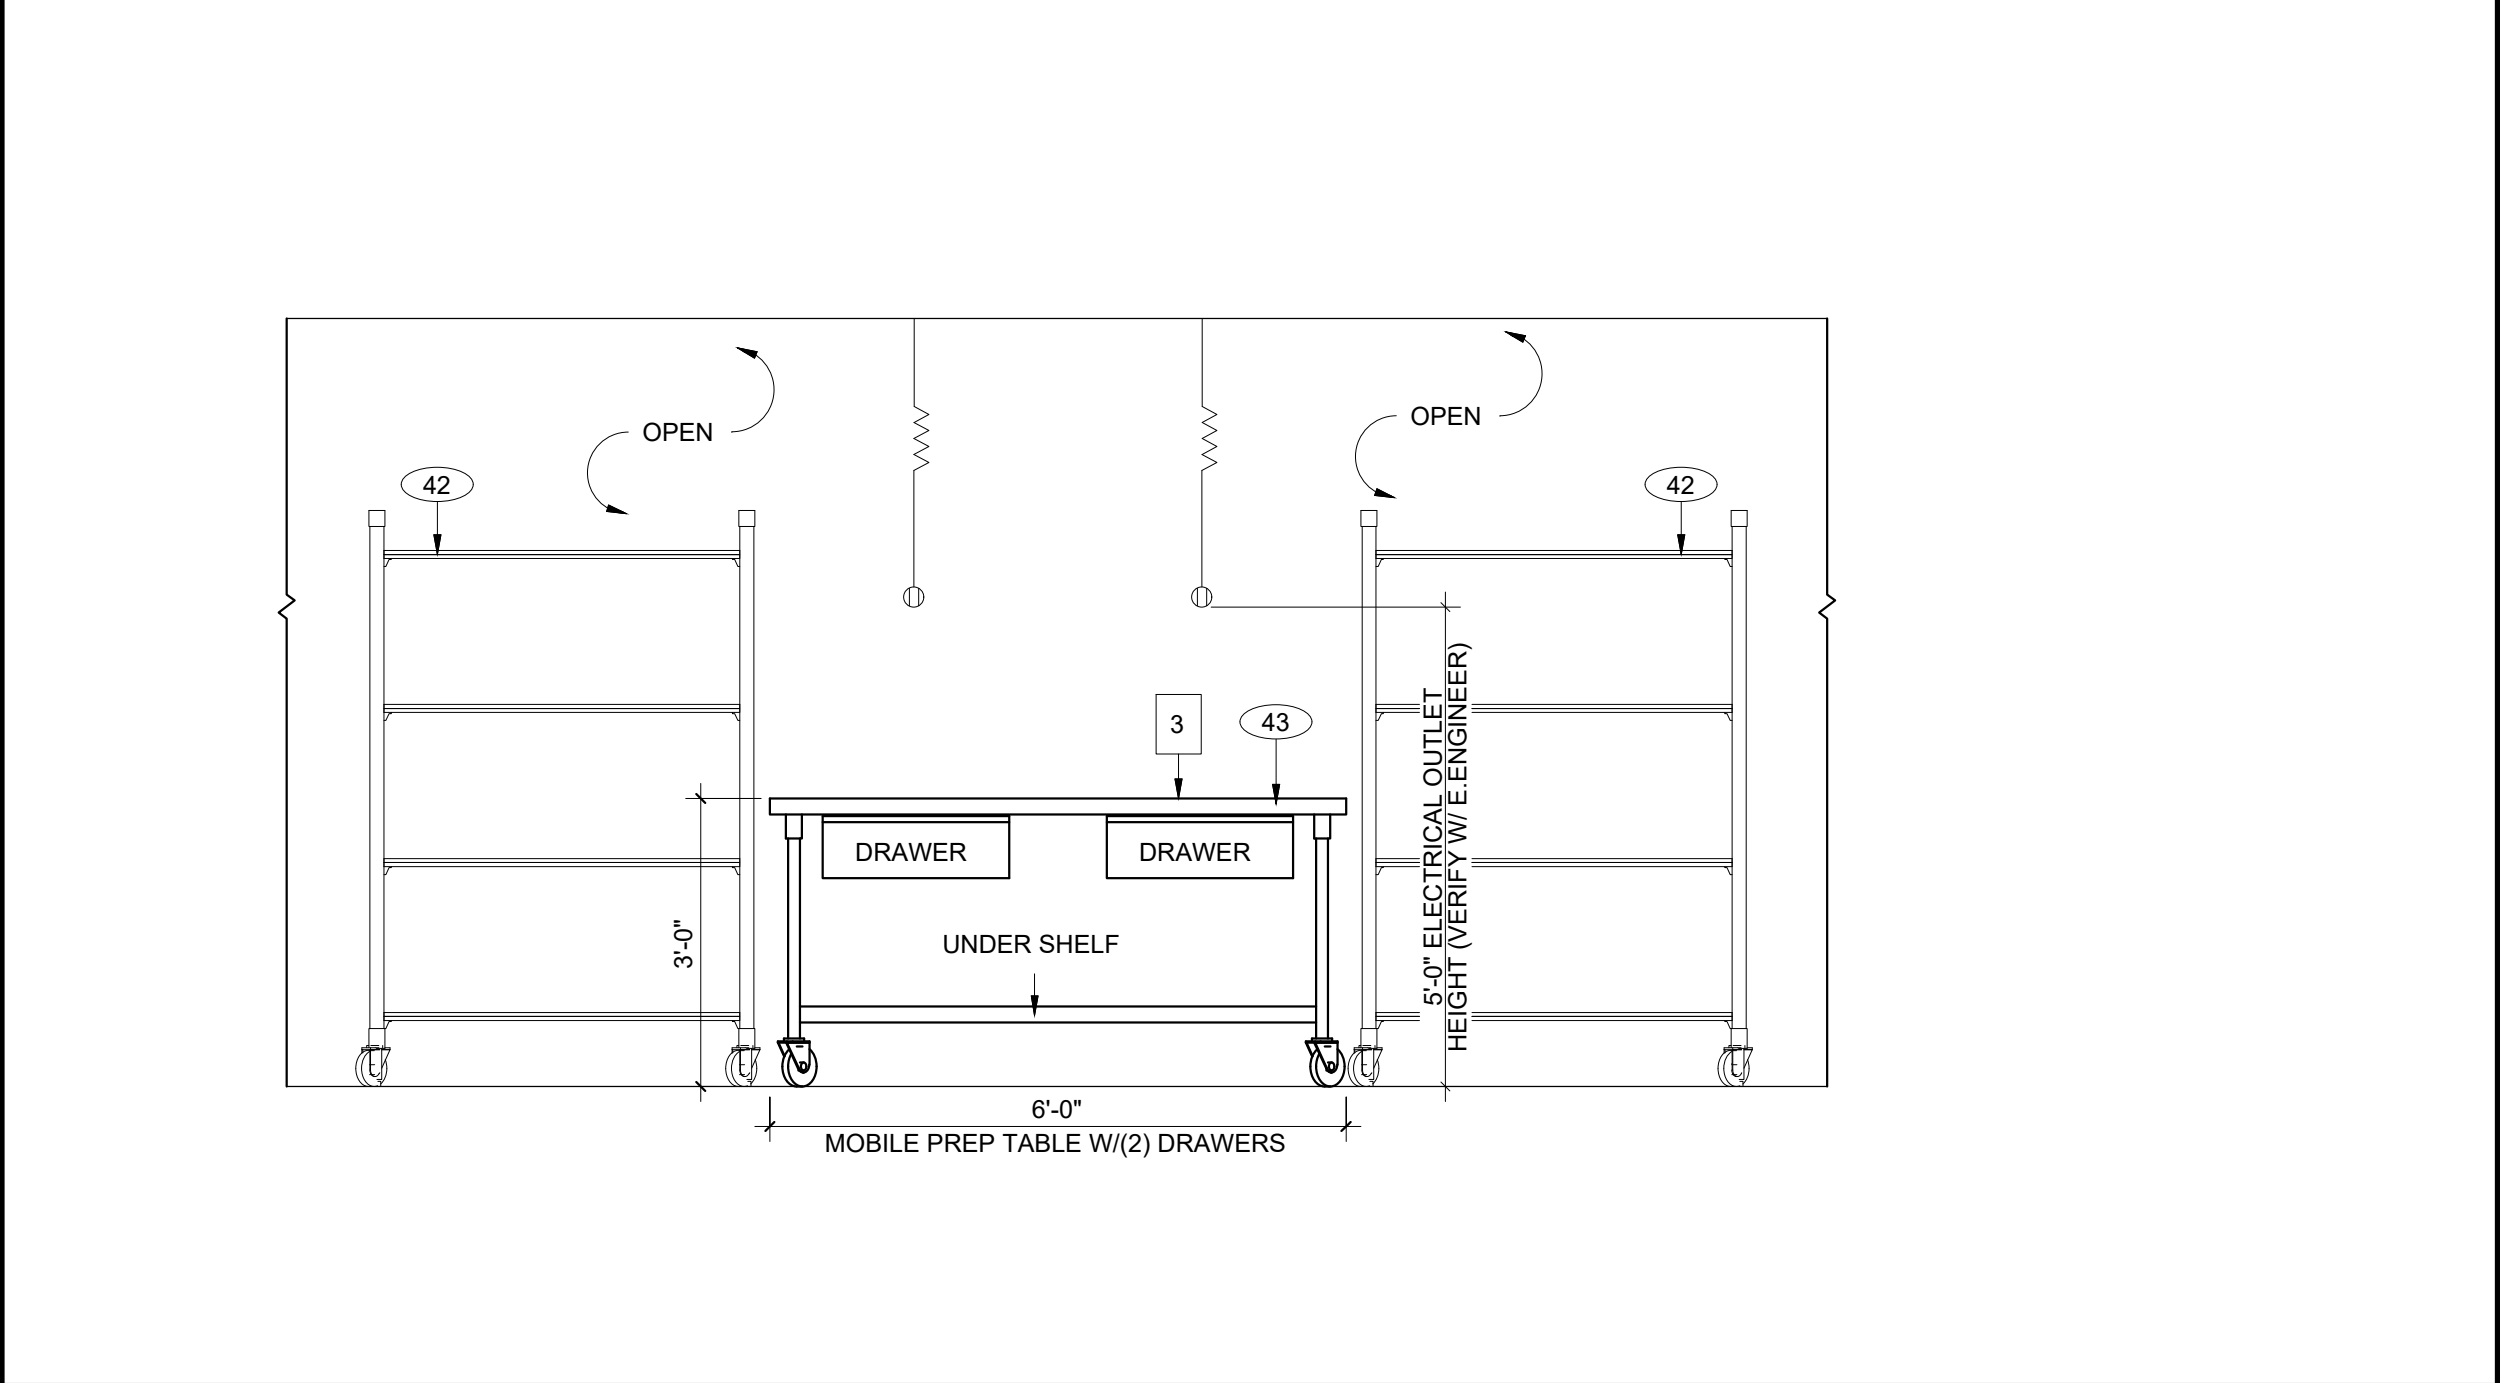 OPEN
OPEN
42
42
3
43
DRAWER
DRAWER
UNDER SHELF
3'-0"
5'-0" ELECTRICAL OUTLET
HEIGHT (VERIFY W/ E.ENGINEER)
6'-0"
MOBILE PREP TABLE W/(2) DRAWERS